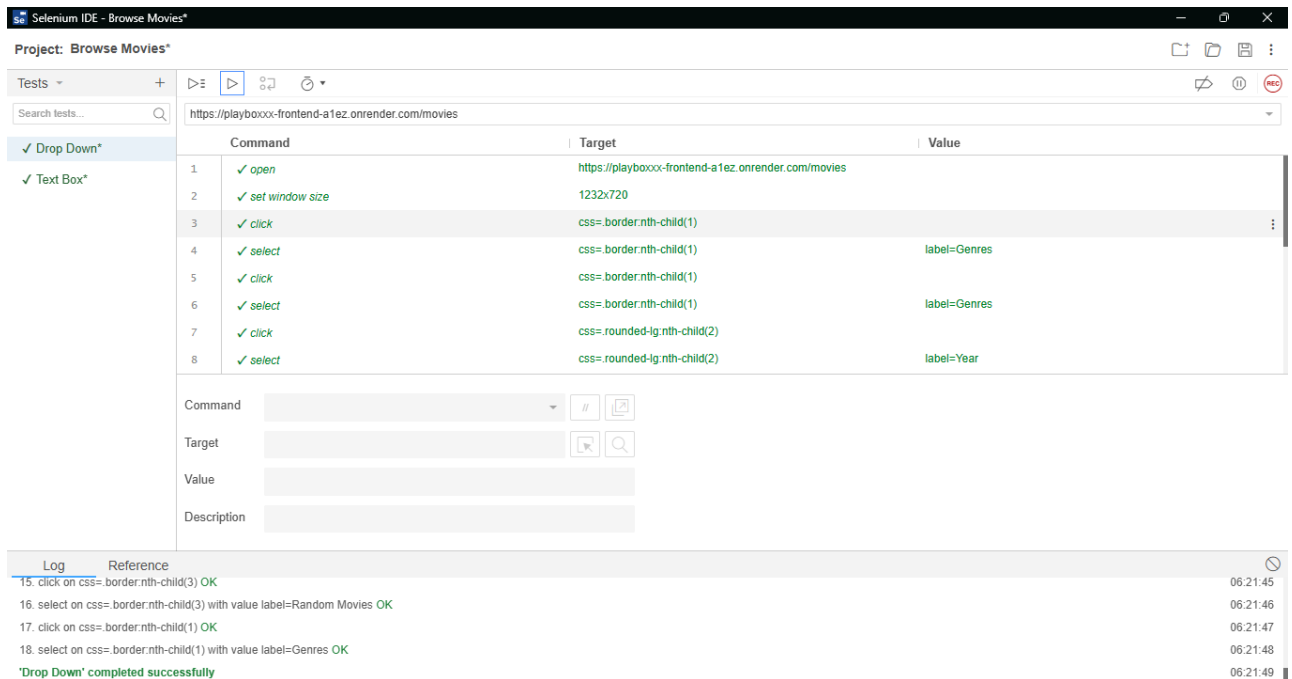 Se Selenium IDE - Browse Movies*
Project: Browse Movies*
Tests
REC
Search tests...
https://playboxxx-frontend-a1ez.onrender.com/movies
Command Target Value
✓ Drop Down*
✓ Text Box*
1 ✓ open https://playboxxx-frontend-a1ez.onrender.com/movies
2 ✓ set window size 1232x720
3 ✓ click css=.border:nth-child(1)
4 ✓ select css=.border:nth-child(1) label=Genres
5 ✓ click css=.border:nth-child(1)
6 ✓ select css=.border:nth-child(1) label=Genres
7 ✓ click css=.rounded-lg:nth-child(2)
8 ✓ select css=.rounded-lg:nth-child(2) label=Year
Command //
Target
Value
Description
Log Reference
15. click on css=.border:nth-child(3) OK 06:21:45
16. select on css=.border:nth-child(3) with value label=Random Movies OK 06:21:46
17. click on css=.border:nth-child(1) OK 06:21:47
18. select on css=.border:nth-child(1) with value label=Genres OK 06:21:48
'Drop Down' completed successfully 06:21:49